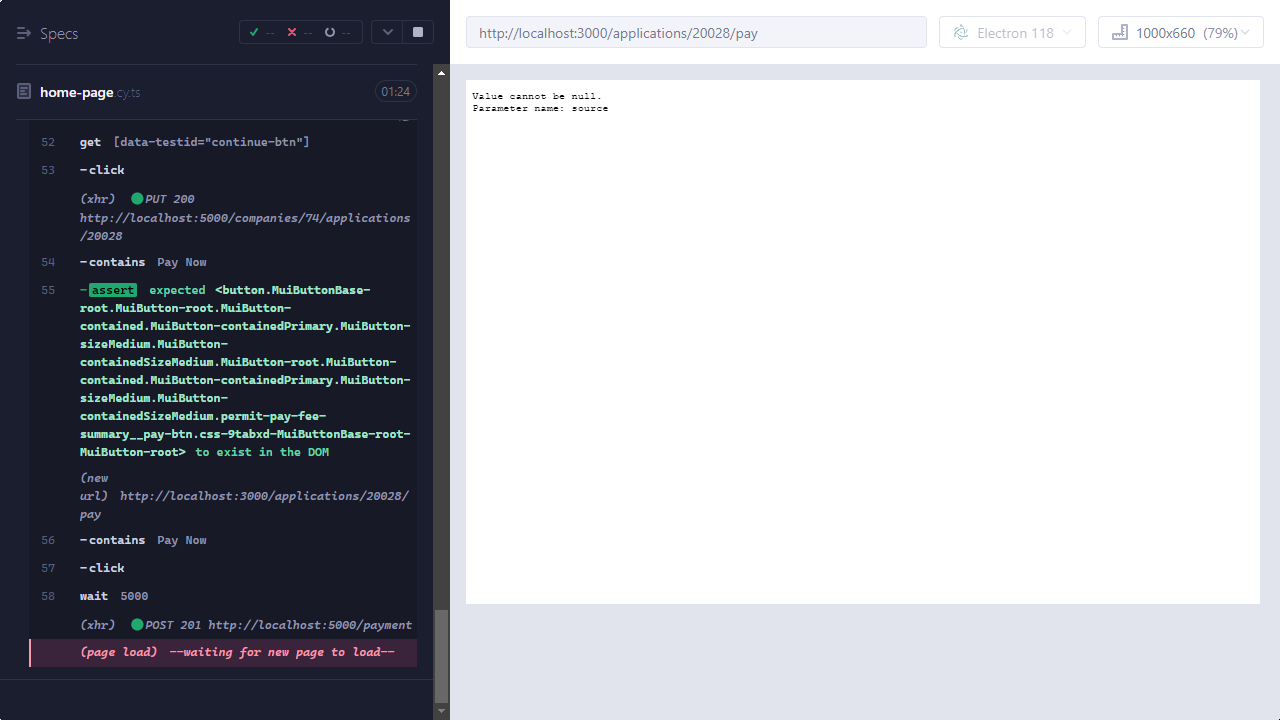 Specs
-- -- --
http://localhost:3000/applications/20028/pay
Electron 118
1000x660 (79%)
home-page.cy.ts
01:24
52 get [data-testid="continue-btn"]
53 -click
(xhr) PUT 200
http://localhost:5000/companies/74/applications
/20028
54 -contains Pay Now
55 -assert expected <button.MuiButtonBase-
root.MuiButton-root.MuiButton-
contained.MuiButton-containedPrimary.MuiButton-
sizeMedium.MuiButton-
containedSizeMedium.MuiButton-root.MuiButton-
contained.MuiButton-containedPrimary.MuiButton-
sizeMedium.MuiButton-
containedSizeMedium.permit-pay-fee-
summary__pay-btn.css-9tabxd-MuiButtonBase-root-
MuiButton-root> to exist in the DOM
(new
url) http://localhost:3000/applications/20028/
pay
56 -contains Pay Now
57 -click
58 wait 5000
(xhr) POST 201 http://localhost:5000/payment
(page load) --waiting for new page to load--
Value cannot be null.
Parameter name: source